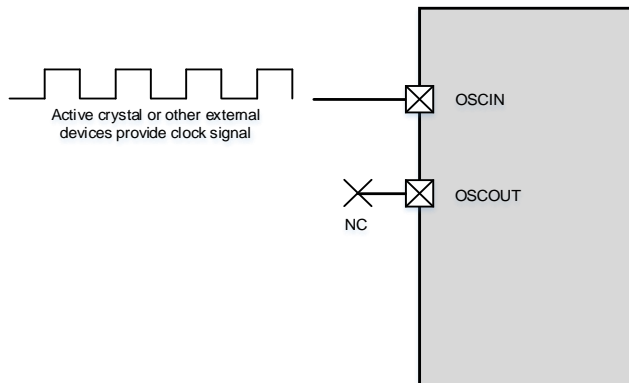 Active crystal or other external
devices provide clock signal
OSCIN
OSCOUT
NC